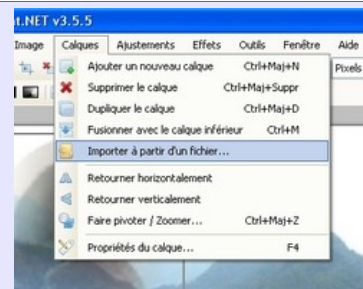 nt.NET v3.5.5
Image Calques Ajustements Effets Outils Fenêtre Aide
Ajouter un nouveau calque Ctrl+Maj+N
Pixels
Supprimer le calque Ctrl+Maj+Suppr
Dupliquer le calque Ctrl+Maj+D
Fusionner avec le calque inférieur Ctrl+M
Importer à partir d'un fichier...
Retourner horizontalement
Retourner verticalement
Faire pivoter / Zoomer... Ctrl+Maj+Z
Propriétés du calque... F4